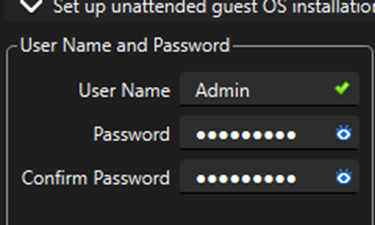 Set up unattended guest OS installation
User Name and Password
User Name Admin
Password ●●●●●●●●●
Confirm Password ●●●●●●●●●